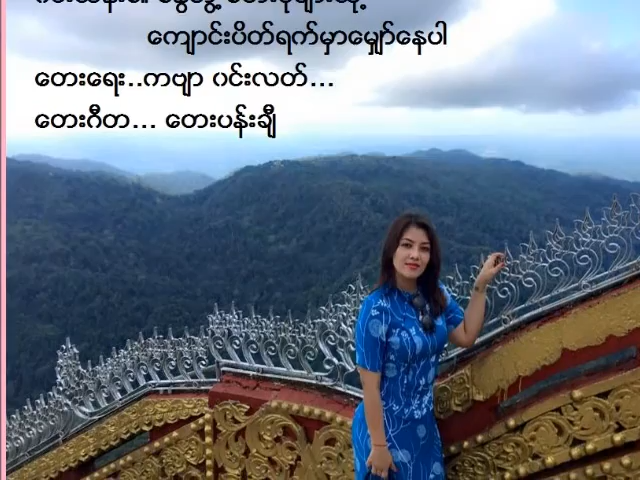 ကျောင်းပိတ်ရက်မှာမျှော်နေပါ
တေးရေး..ကဗျာ ဝင်းလတ်...
တေးဂီတ... တေးပန်းချီ